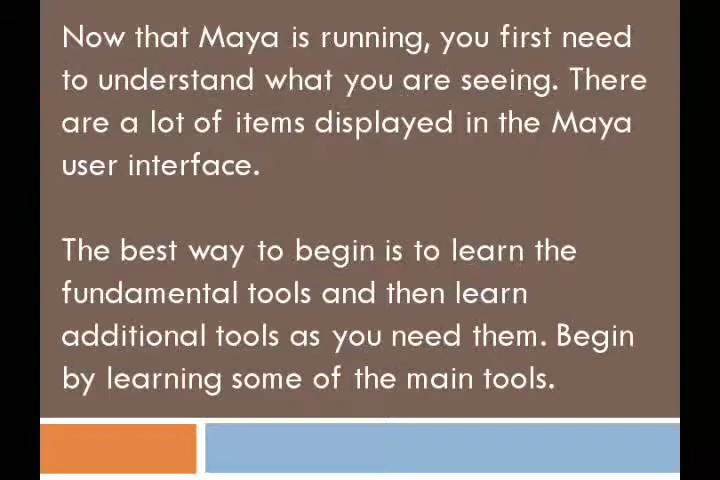 Now that Maya is running, you first need
to understand what you are seeing. There
are a lot of items displayed in the Maya
user interface.
The best way to begin is to learn the
fundamental tools and then learn
additional tools as you need them. Begin
by learning some of the main tools.